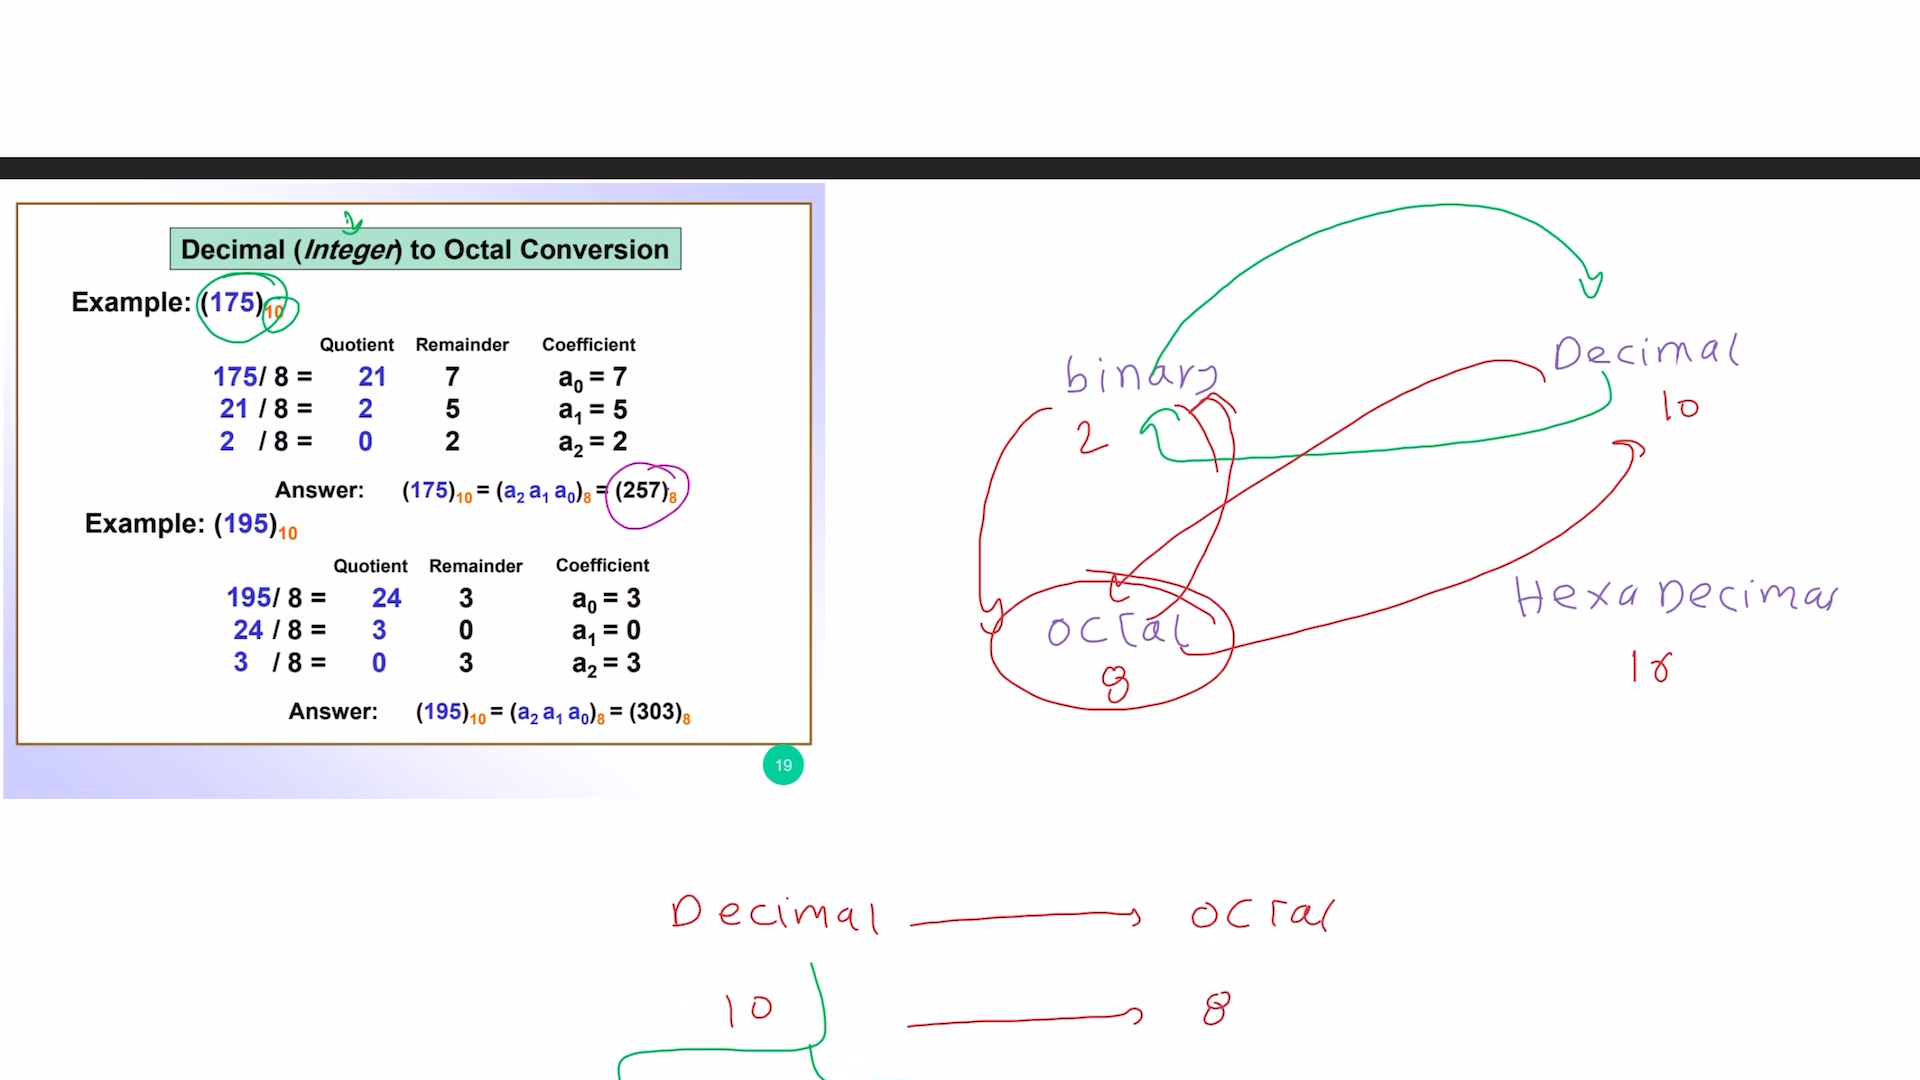 Decimal (Integer) to Octal Conversion
Example: (175)10
Quotient Remainder Coefficient
175/ 8 = 21 7 a0 = 7
21 / 8 = 2 5 a1 = 5
2 / 8 = 0 2 a2 = 2
Answer: (175)10 = (a2 a1 a0)8 = (257)8
Example: (195)10
Quotient Remainder Coefficient
195/ 8 = 24 3 a0 = 3
24 / 8 = 3 0 a1 = 0
3 / 8 = 0 3 a2 = 3
Answer: (195)10 = (a2 a1 a0)8 = (303)8
19
binary
2
Decimal
10
octal
8
Hexa Decimal
16
Decimal octal
10 8